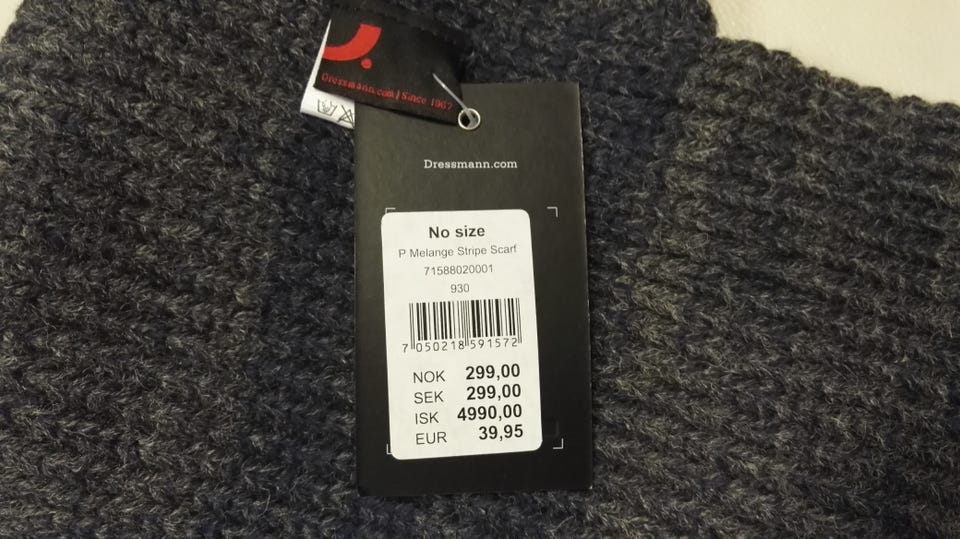 Dressmann.com/Since 1967
Dressmann.com
No size
P Melange Stripe Scarf
71588020001
930
7 050218 591572
NOK 299,00
SEK 299,00
ISK 4990,00
EUR 39,95